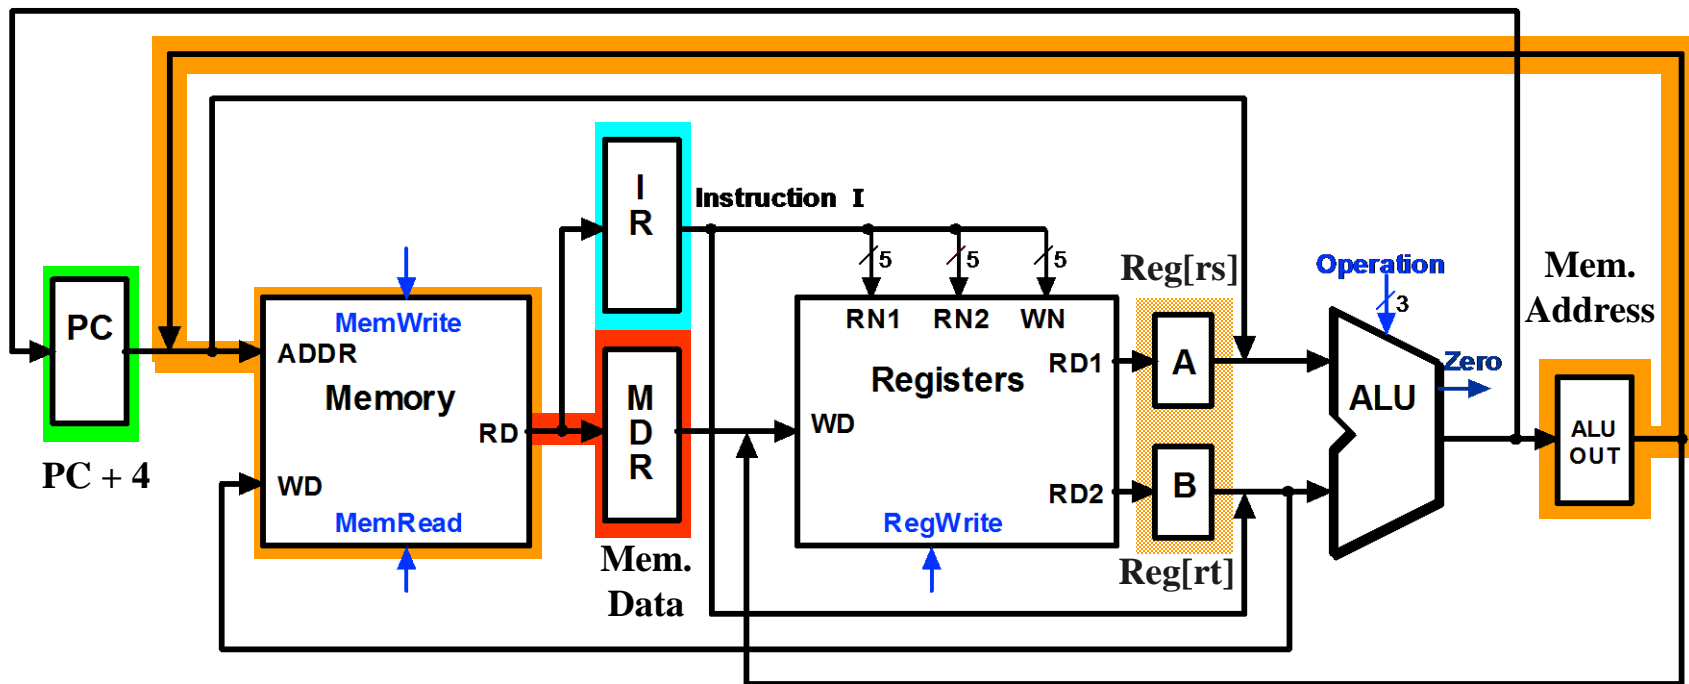 I
R
Instruction I
5
5
5
Reg[rs]
Operation
3
Mem.
Address
PC
MemWrite
ADDR
Memory
RD
WD
MemRead
PC + 4
M
D
R
Mem.
Data
RN1
RN2
WN
RD1
Registers
WD
RD2
RegWrite
A
B
Reg[rt]
Zero
ALU
ALU
OUT